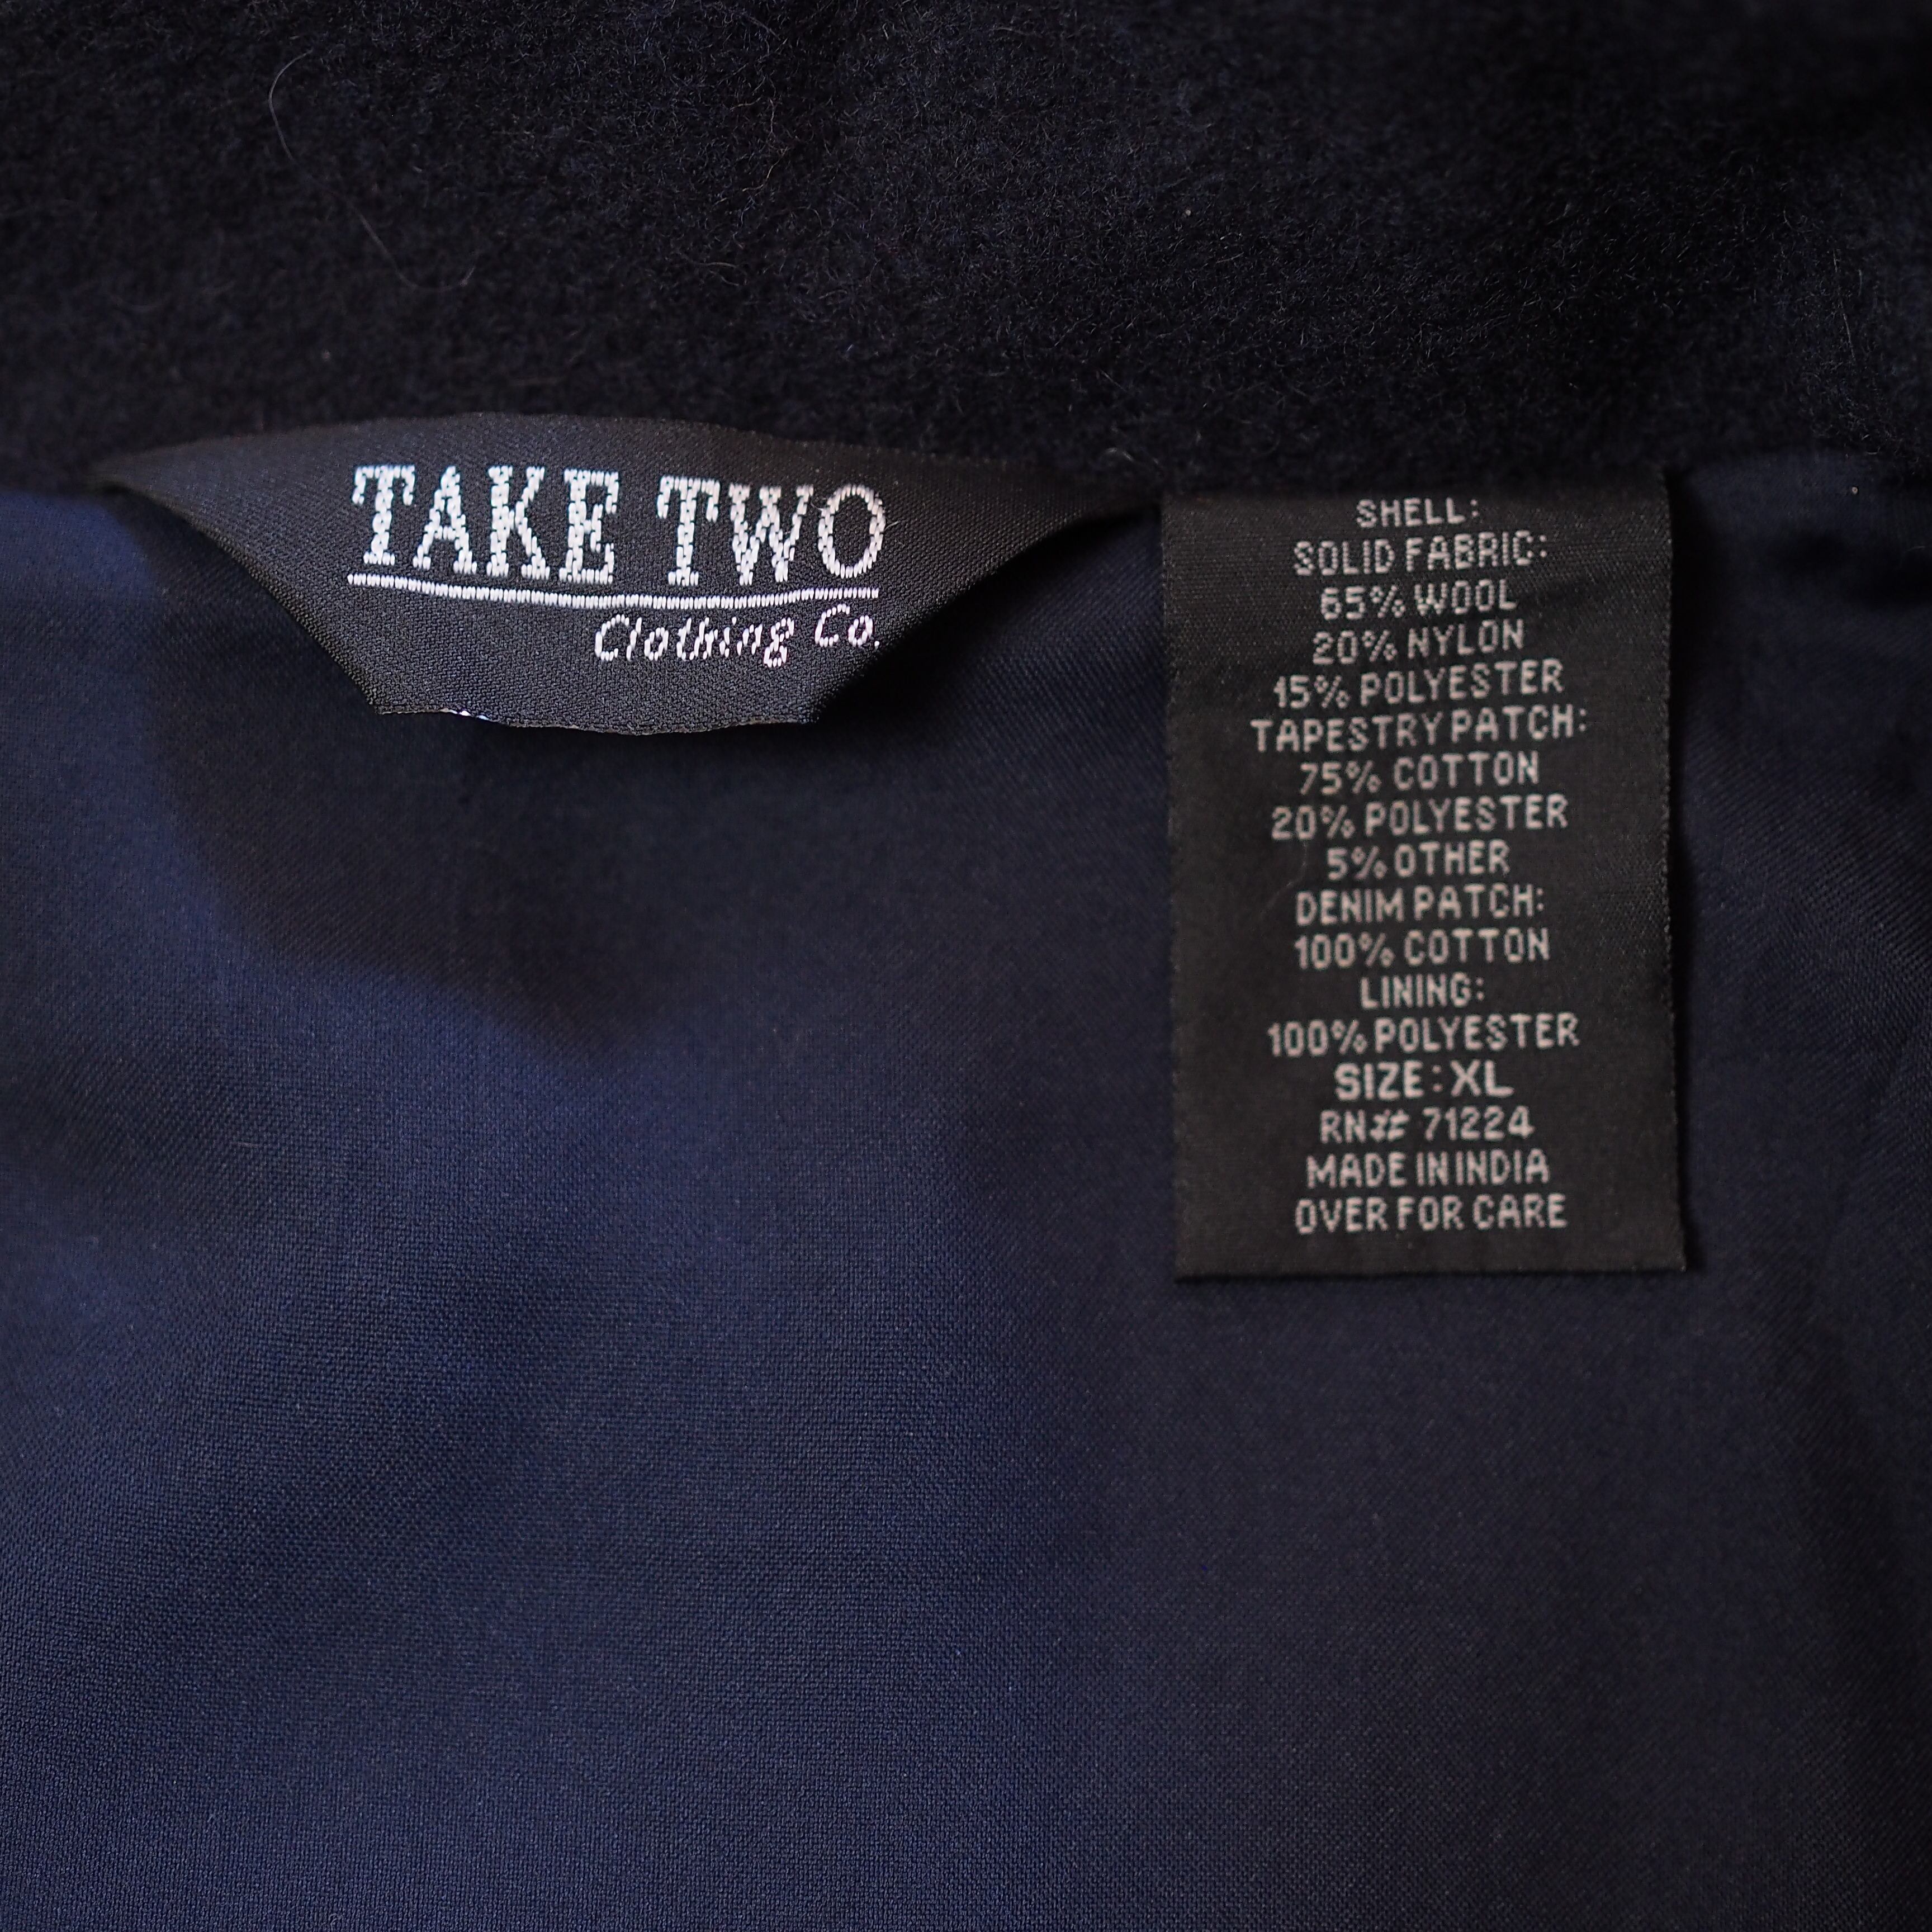 TAKE TWO
Clothing Co.
SHELL:
SOLID FABRIC:
65% WOOL
20% NYLON
15% POLYESTER
TAPESTRY PATCH:
75% COTTON
20% POLYESTER
5% OTHER
DENIM PATCH:
100% COTTON
LINING:
100% POLYESTER
SIZE: XL
RN# 71224
MADE IN INDIA
OVER FOR CARE